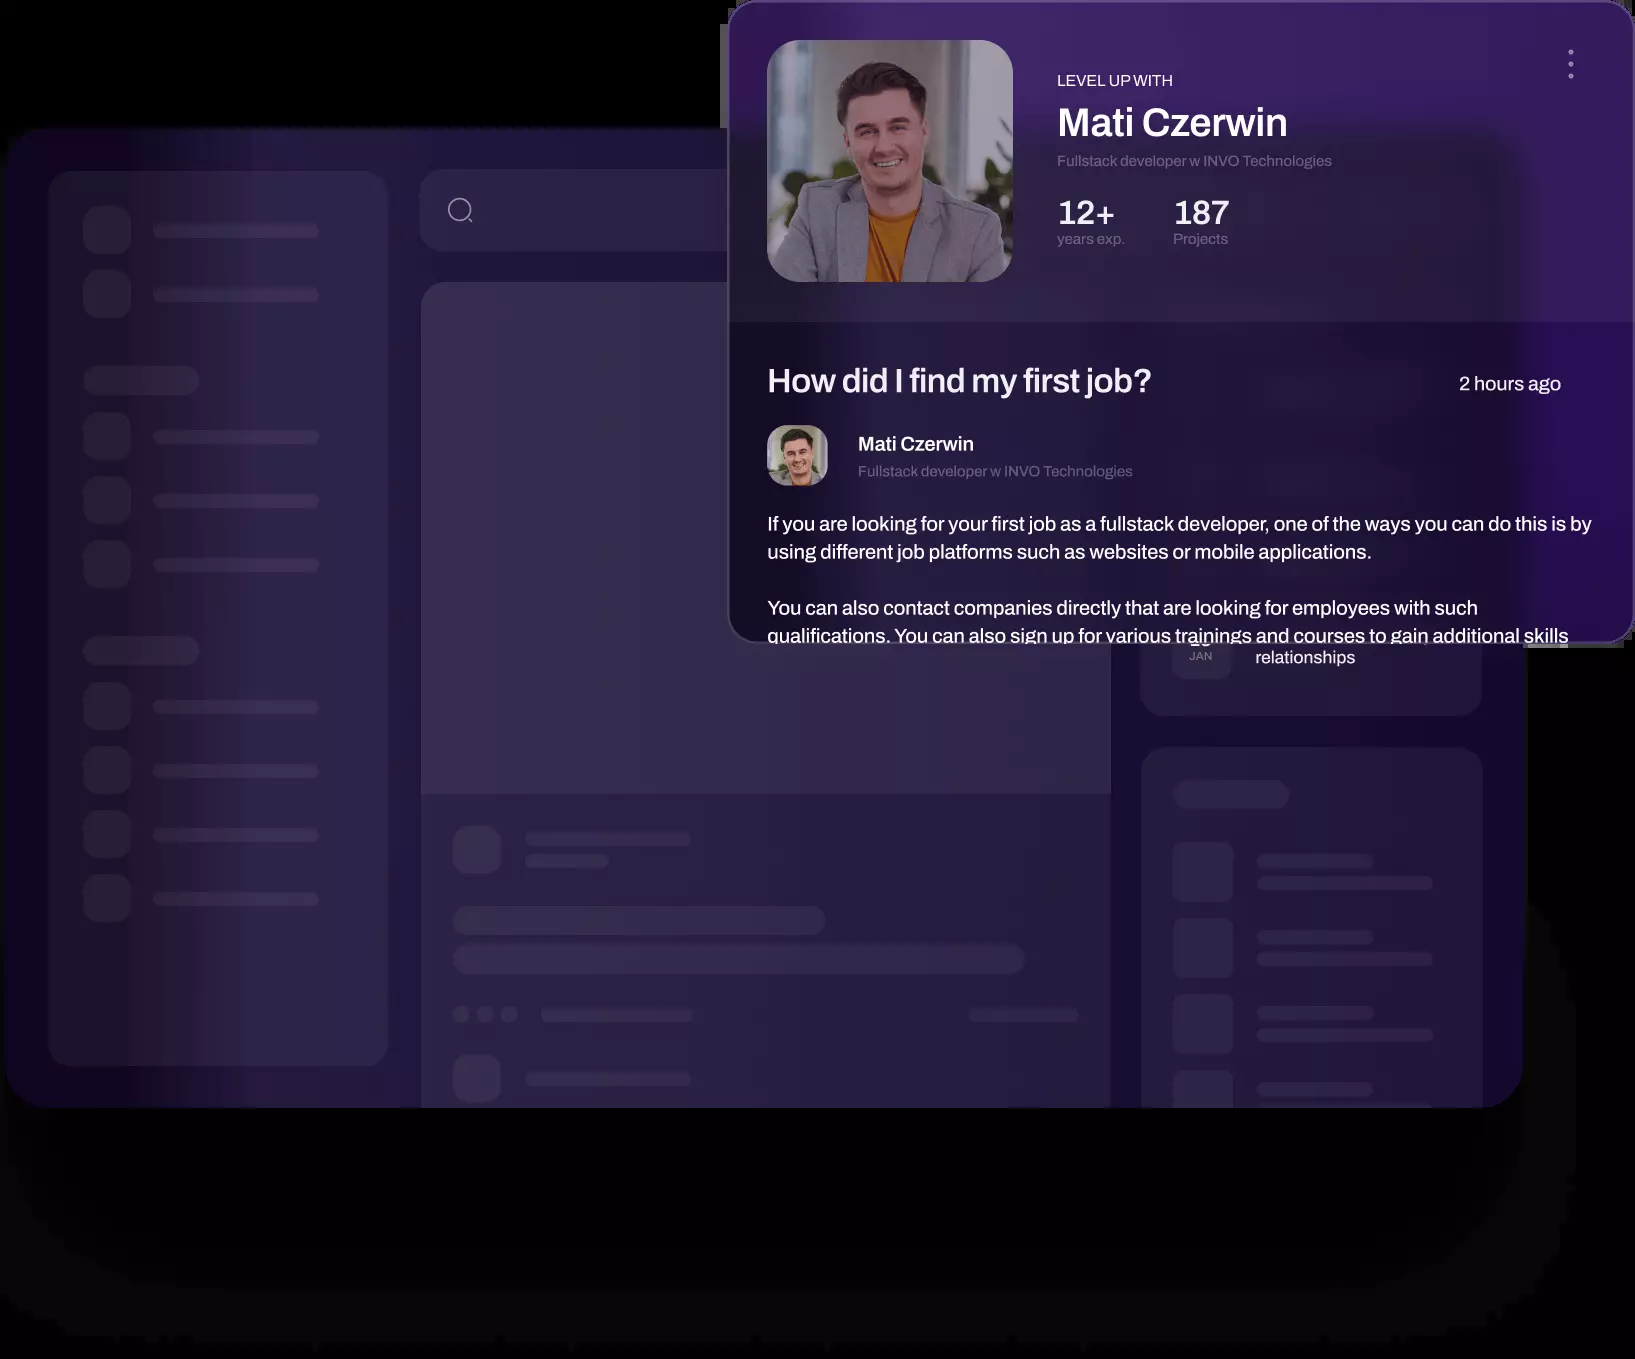 LEVEL UP WITH
Mati Czerwin
Fullstack developer w INVO Technologies
12+
187
years exp.
Projects
How did I find my first job?
2 hours ago
Mati Czerwin
Fullstack developer w INVO Technologies
If you are looking for your first job as a fullstack developer, one of the ways you can do this is by
using different job platforms such as websites or mobile applications.
You can also contact companies directly that are looking for employees with such
qualifications. You can also sign up for various trainings and courses to gain additional skills
JAN
relationships